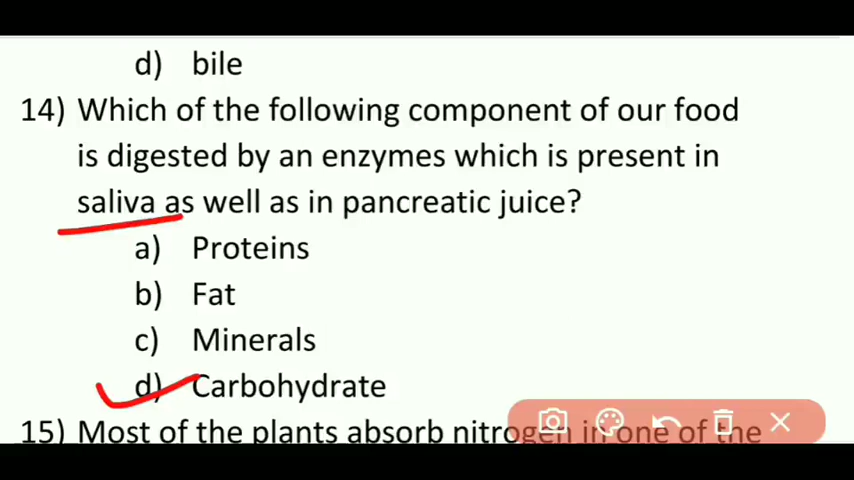 d) bile
14) Which of the following component of our food
is digested by an enzymes which is present in
saliva as well as in pancreatic juice?
a) Proteins
b) Fat
c) Minerals
d) Carbohydrate
15) Most of the plants absorb nitrogen in one of the